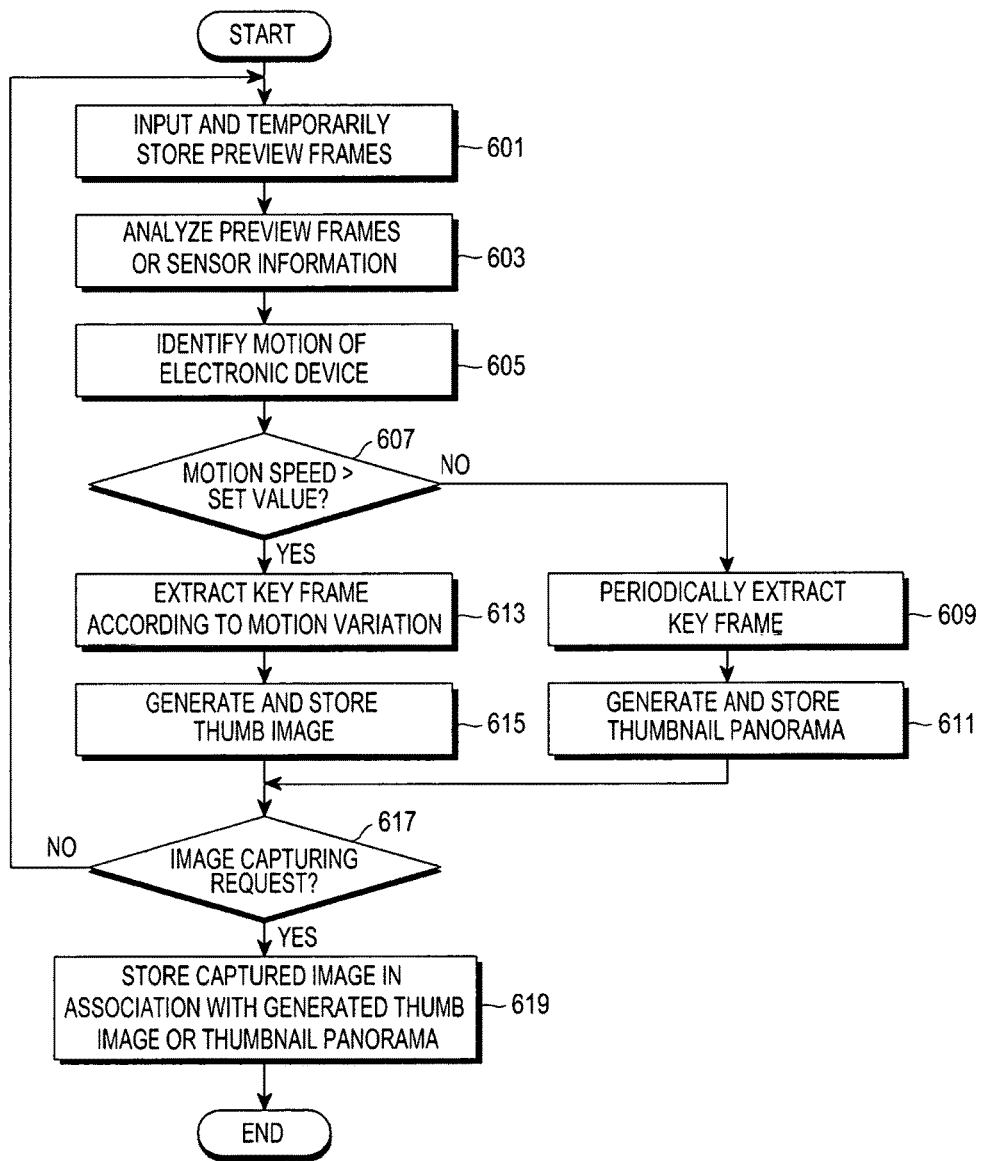 START
INPUT AND TEMPORARILY
STORE PREVIEW FRAMES
601
ANALYZE PREVIEW FRAMES
OR SENSOR INFORMATION
603
IDENTIFY MOTION OF
ELECTRONIC DEVICE
605
607
MOTION SPEED >
SET VALUE?
NO
YES
EXTRACT KEY FRAME
ACCORDING TO MOTION VARIATION
613
PERIODICALLY EXTRACT
KEY FRAME
609
GENERATE AND STORE
THUMB IMAGE
615
GENERATE AND STORE
THUMBNAIL PANORAMA
611
617
NO
IMAGE CAPTURING
REQUEST?
YES
STORE CAPTURED IMAGE IN
ASSOCIATION WITH GENERATED THUMB
IMAGE OR THUMBNAIL PANORAMA
619
END